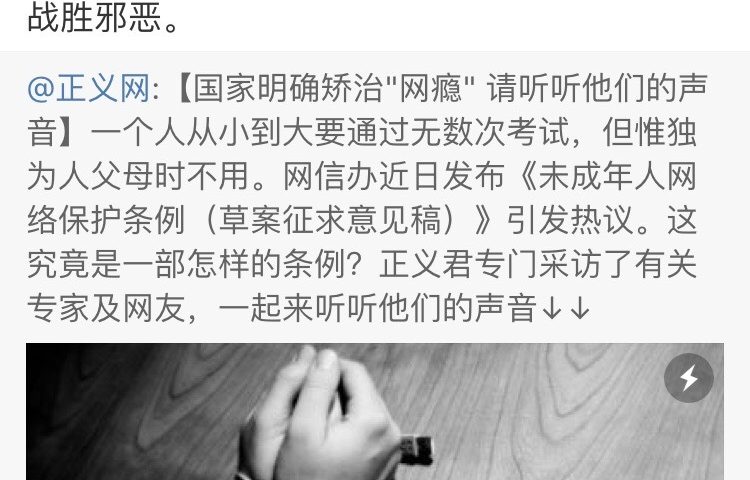 战胜邪恶。
@正义网:【国家明确矫治"网瘾" 请听听他们的声
音】一个人从小到大要通过无数次考试，但惟独
为人父母时不用。网信办近日发布《未成年人网
络保护条例（草案征求意见稿）》引发热议。这
究竟是一部怎样的条例？正义君专门采访了有关
专家及网友，一起来听听他们的声音↓↓